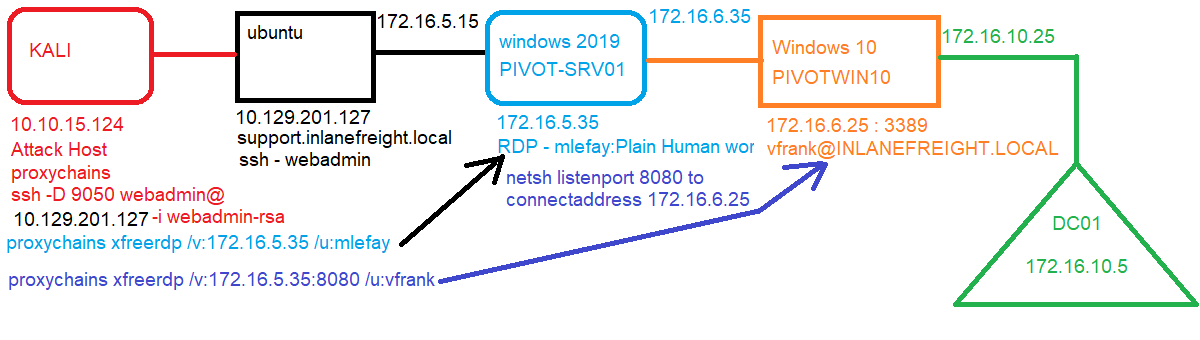 KALI
ubuntu
172.16.5.15
windows 2019
PIVOT-SRV01
172.16.6.35
Windows 10
PIVOTWIN10
172.16.10.25
10.10.15.124
Attack Host
proxychains
ssh -D 9050 webadmin@
10.129.201.127 -i webadmin-rsa
proxychains xfreerdp /v:172.16.5.35 /u:mlefay
proxychains xfreerdp /v:172.16.5.35:8080 /u:vfrank
10.129.201.127
support.inlanefreight.local
ssh - webadmin
172.16.5.35
RDP - mlefay:Plain Human wor
netsh listenport 8080 to
connectaddress 172.16.6.25
172.16.6.25 : 3389
vfrank@INLANEFREIGHT.LOCAL
DC01
172.16.10.5